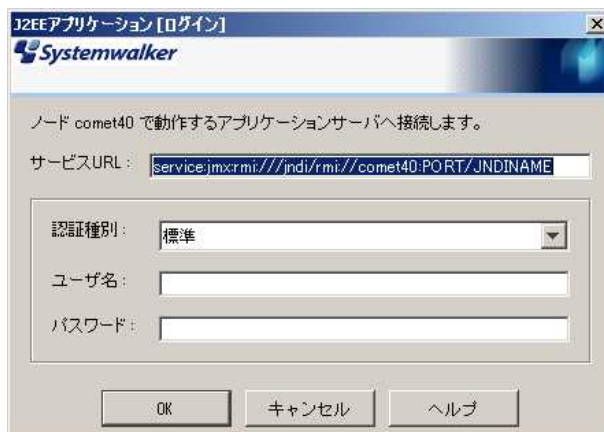 J2EEアプリケーション[ログイン]
Systemwalker
ノード comet40 で動作するアプリケーションサーバへ接続します。
サービスURL: service:jmx:rmi:///jndi/rmi://comet40:PORT/JNDINAME
認証種別: 標準
ユーザ名:
パスワード:
OK キャンセル ヘルプ